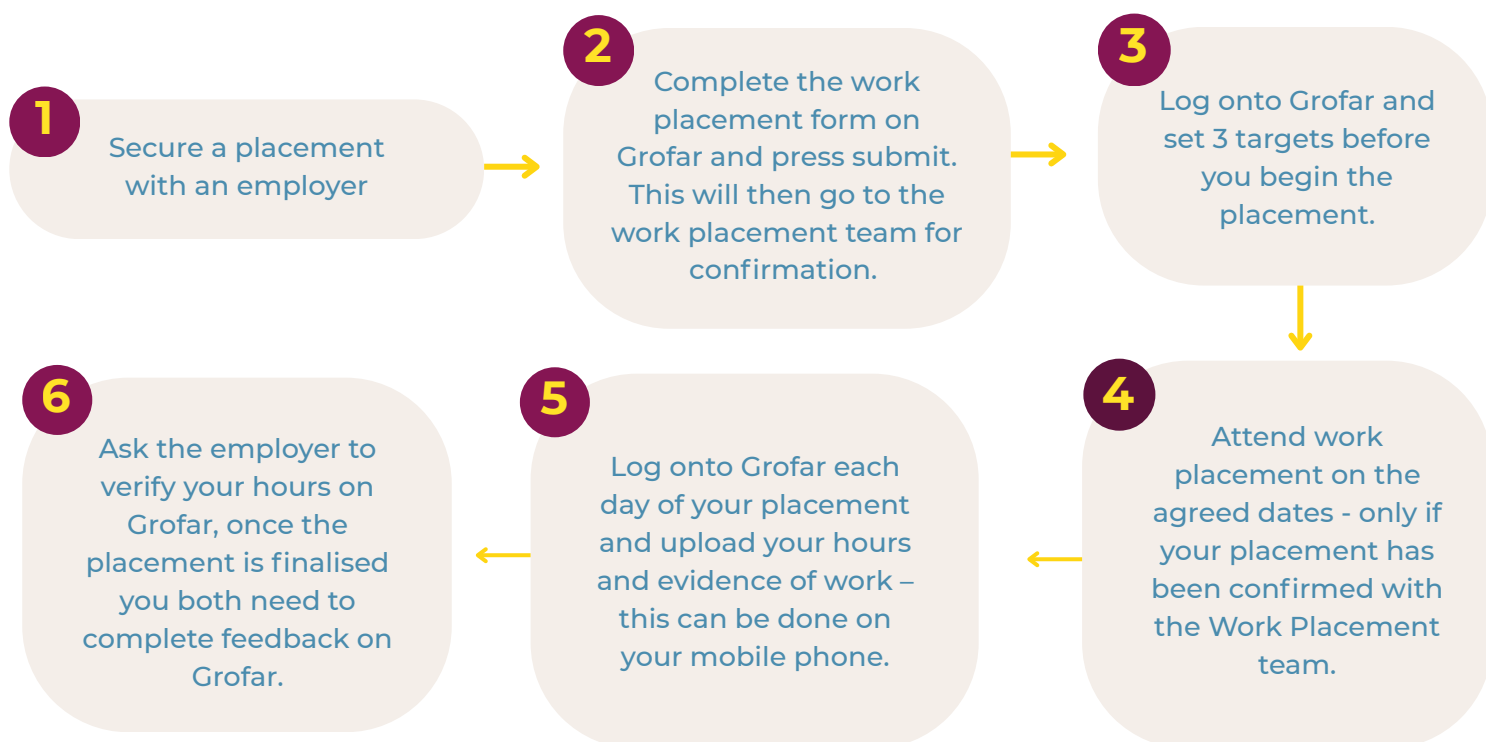 1
Secure a placement
with an employer
2
Complete the work
placement form on
Grofar and press submit.
This will then go to the
work placement team for
confirmation.
3
Log onto Grofar and
set 3 targets before
you begin the
placement.
4
Attend work
placement on the
agreed dates - only if
your placement has
been confirmed with
the Work Placement
team.
5
Log onto Grofar each
day of your placement
and upload your hours
and evidence of work –
this can be done on
your mobile phone.
6
Ask the employer to
verify your hours on
Grofar, once the
placement is finalised
you both need to
complete feedback on
Grofar.